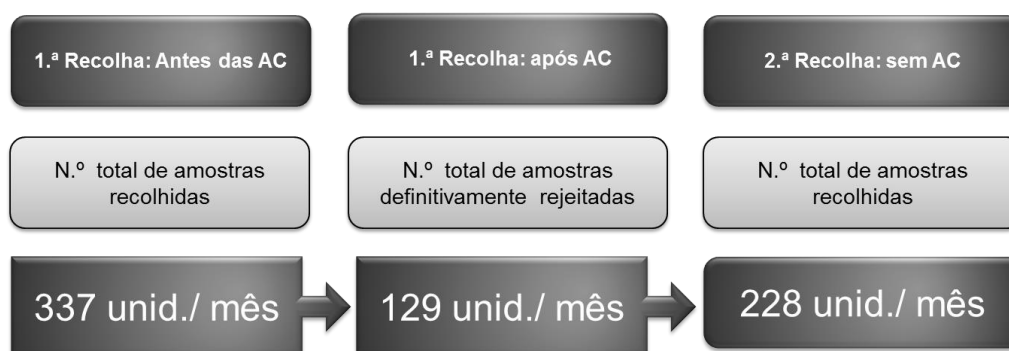 1.ª Recolha: Antes das AC
1.ª Recolha: após AC
2.ª Recolha: sem AC
N.º total de amostras
recolhidas
N.º total de amostras
definitivamente rejeitadas
N.º total de amostras
recolhidas
337 unid./ mês
129 unid./ mês
228 unid./ mês